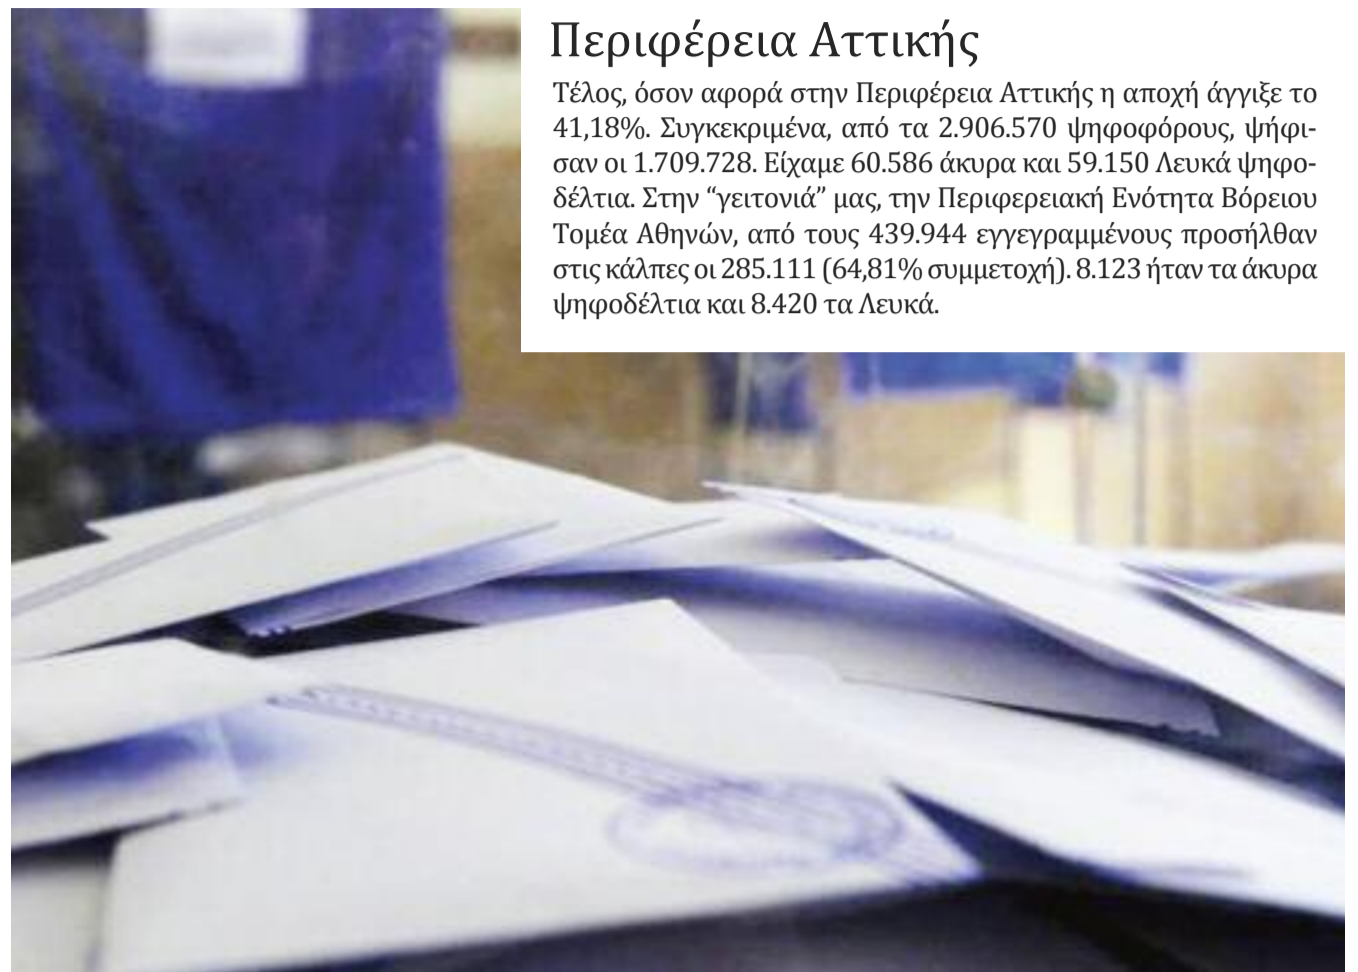 Περιφέρεια Αττικής
Τέλος, όσον αφορά στην Περιφέρεια Αττικής η αποχή άγγιξε το
41,18%. Συγκεκριμένα, από τα 2.906.570 ψηφοφόρους, ψήφι-
σαν οι 1.709.728. Είχαμε 60.586 άκυρα και 59.150 Λευκά ψηφο-
δέλτια. Στην “γειτονιά” μας, την Περιφερειακή Ενότητα Βόρειου
Τομέα Αθηνών, από τους 439.944 εγγεγραμμένους προσήλθαν
στις κάλπες οι 285.111 (64,81% συμμετοχή). 8.123 ήταν τα άκυρα
ψηφοδέλτια και 8.420 τα Λευκά.